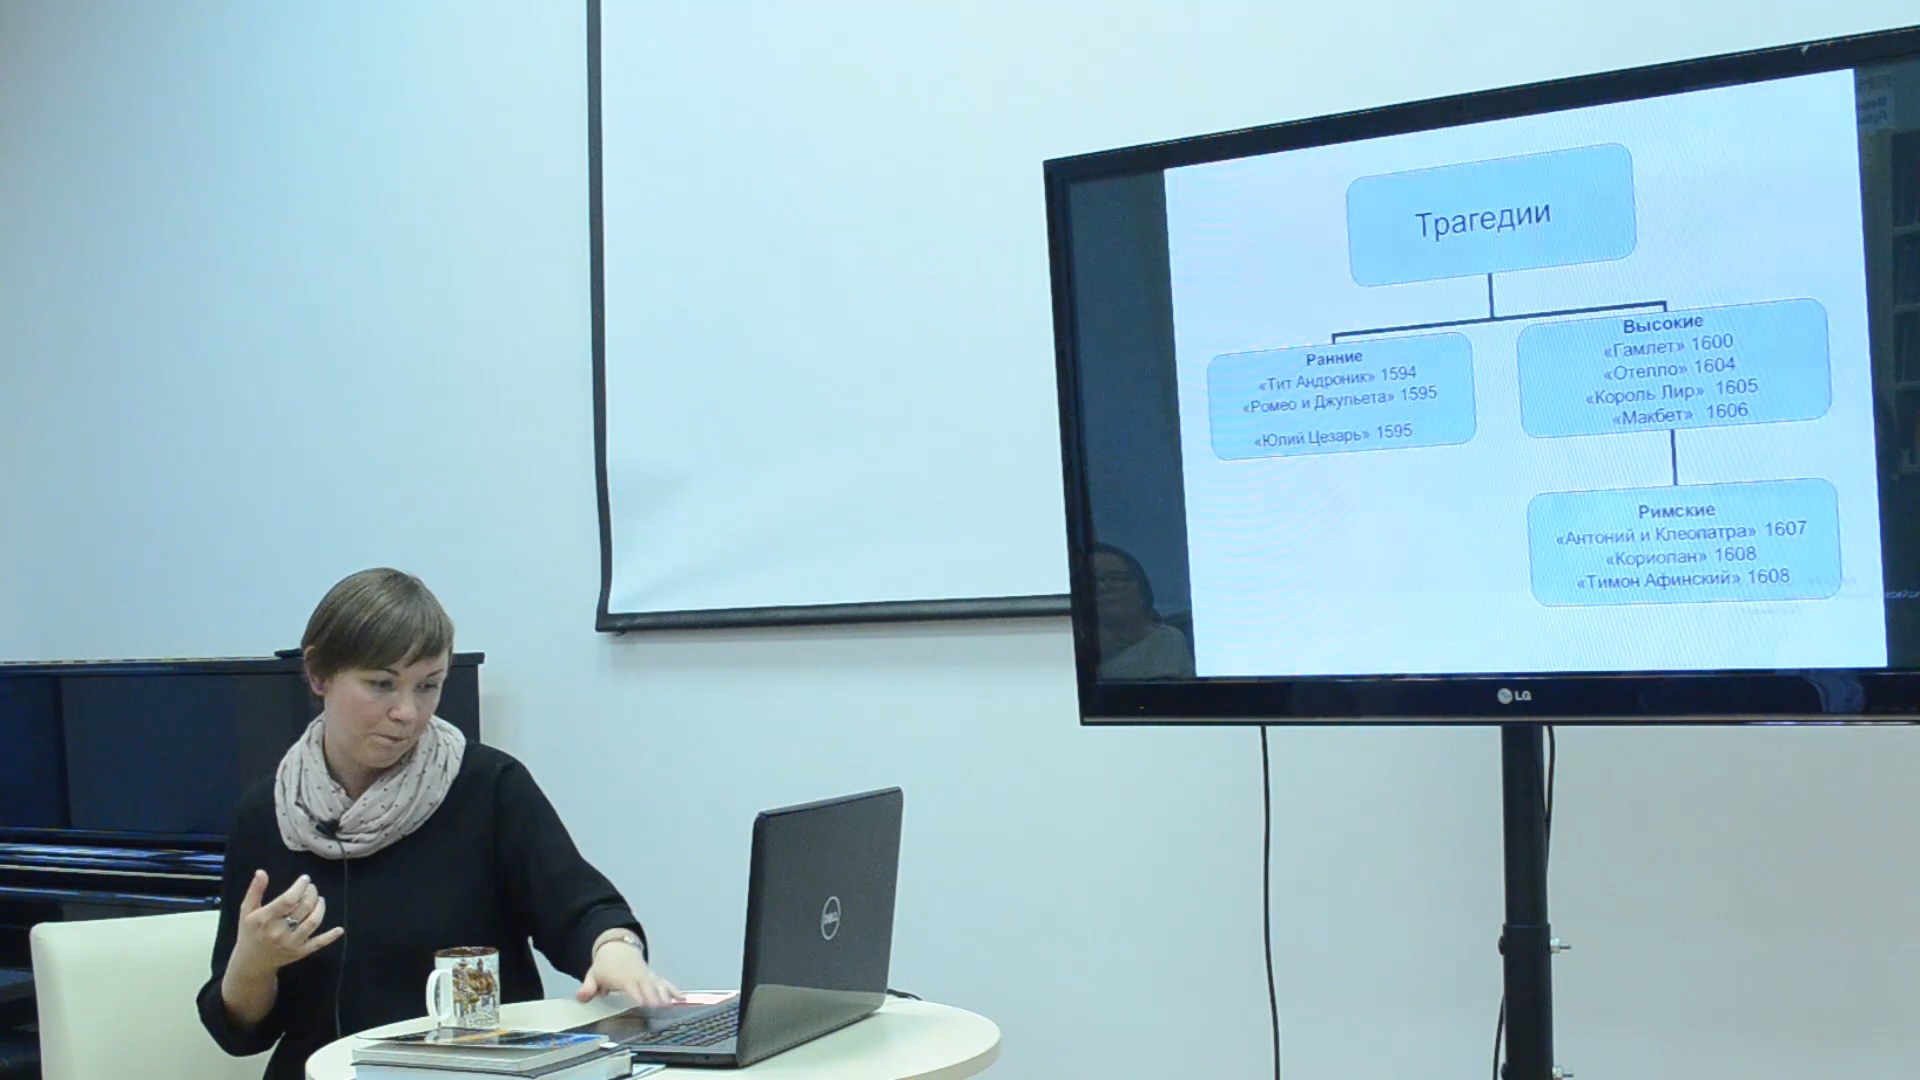 Трагедии
Ранние
«Тит Андроник» 1594
«Ромео и Джульета» 1595
«Юлий Цезарь» 1595
Высокие
«Гамлет» 1600
«Отелло» 1604
«Король Лир» 1605
«Макбет» 1606
Римские
«Антоний и Клеопатра» 1607
«Кориолан» 1608
«Тимон Афинский» 1608
LG
DELL